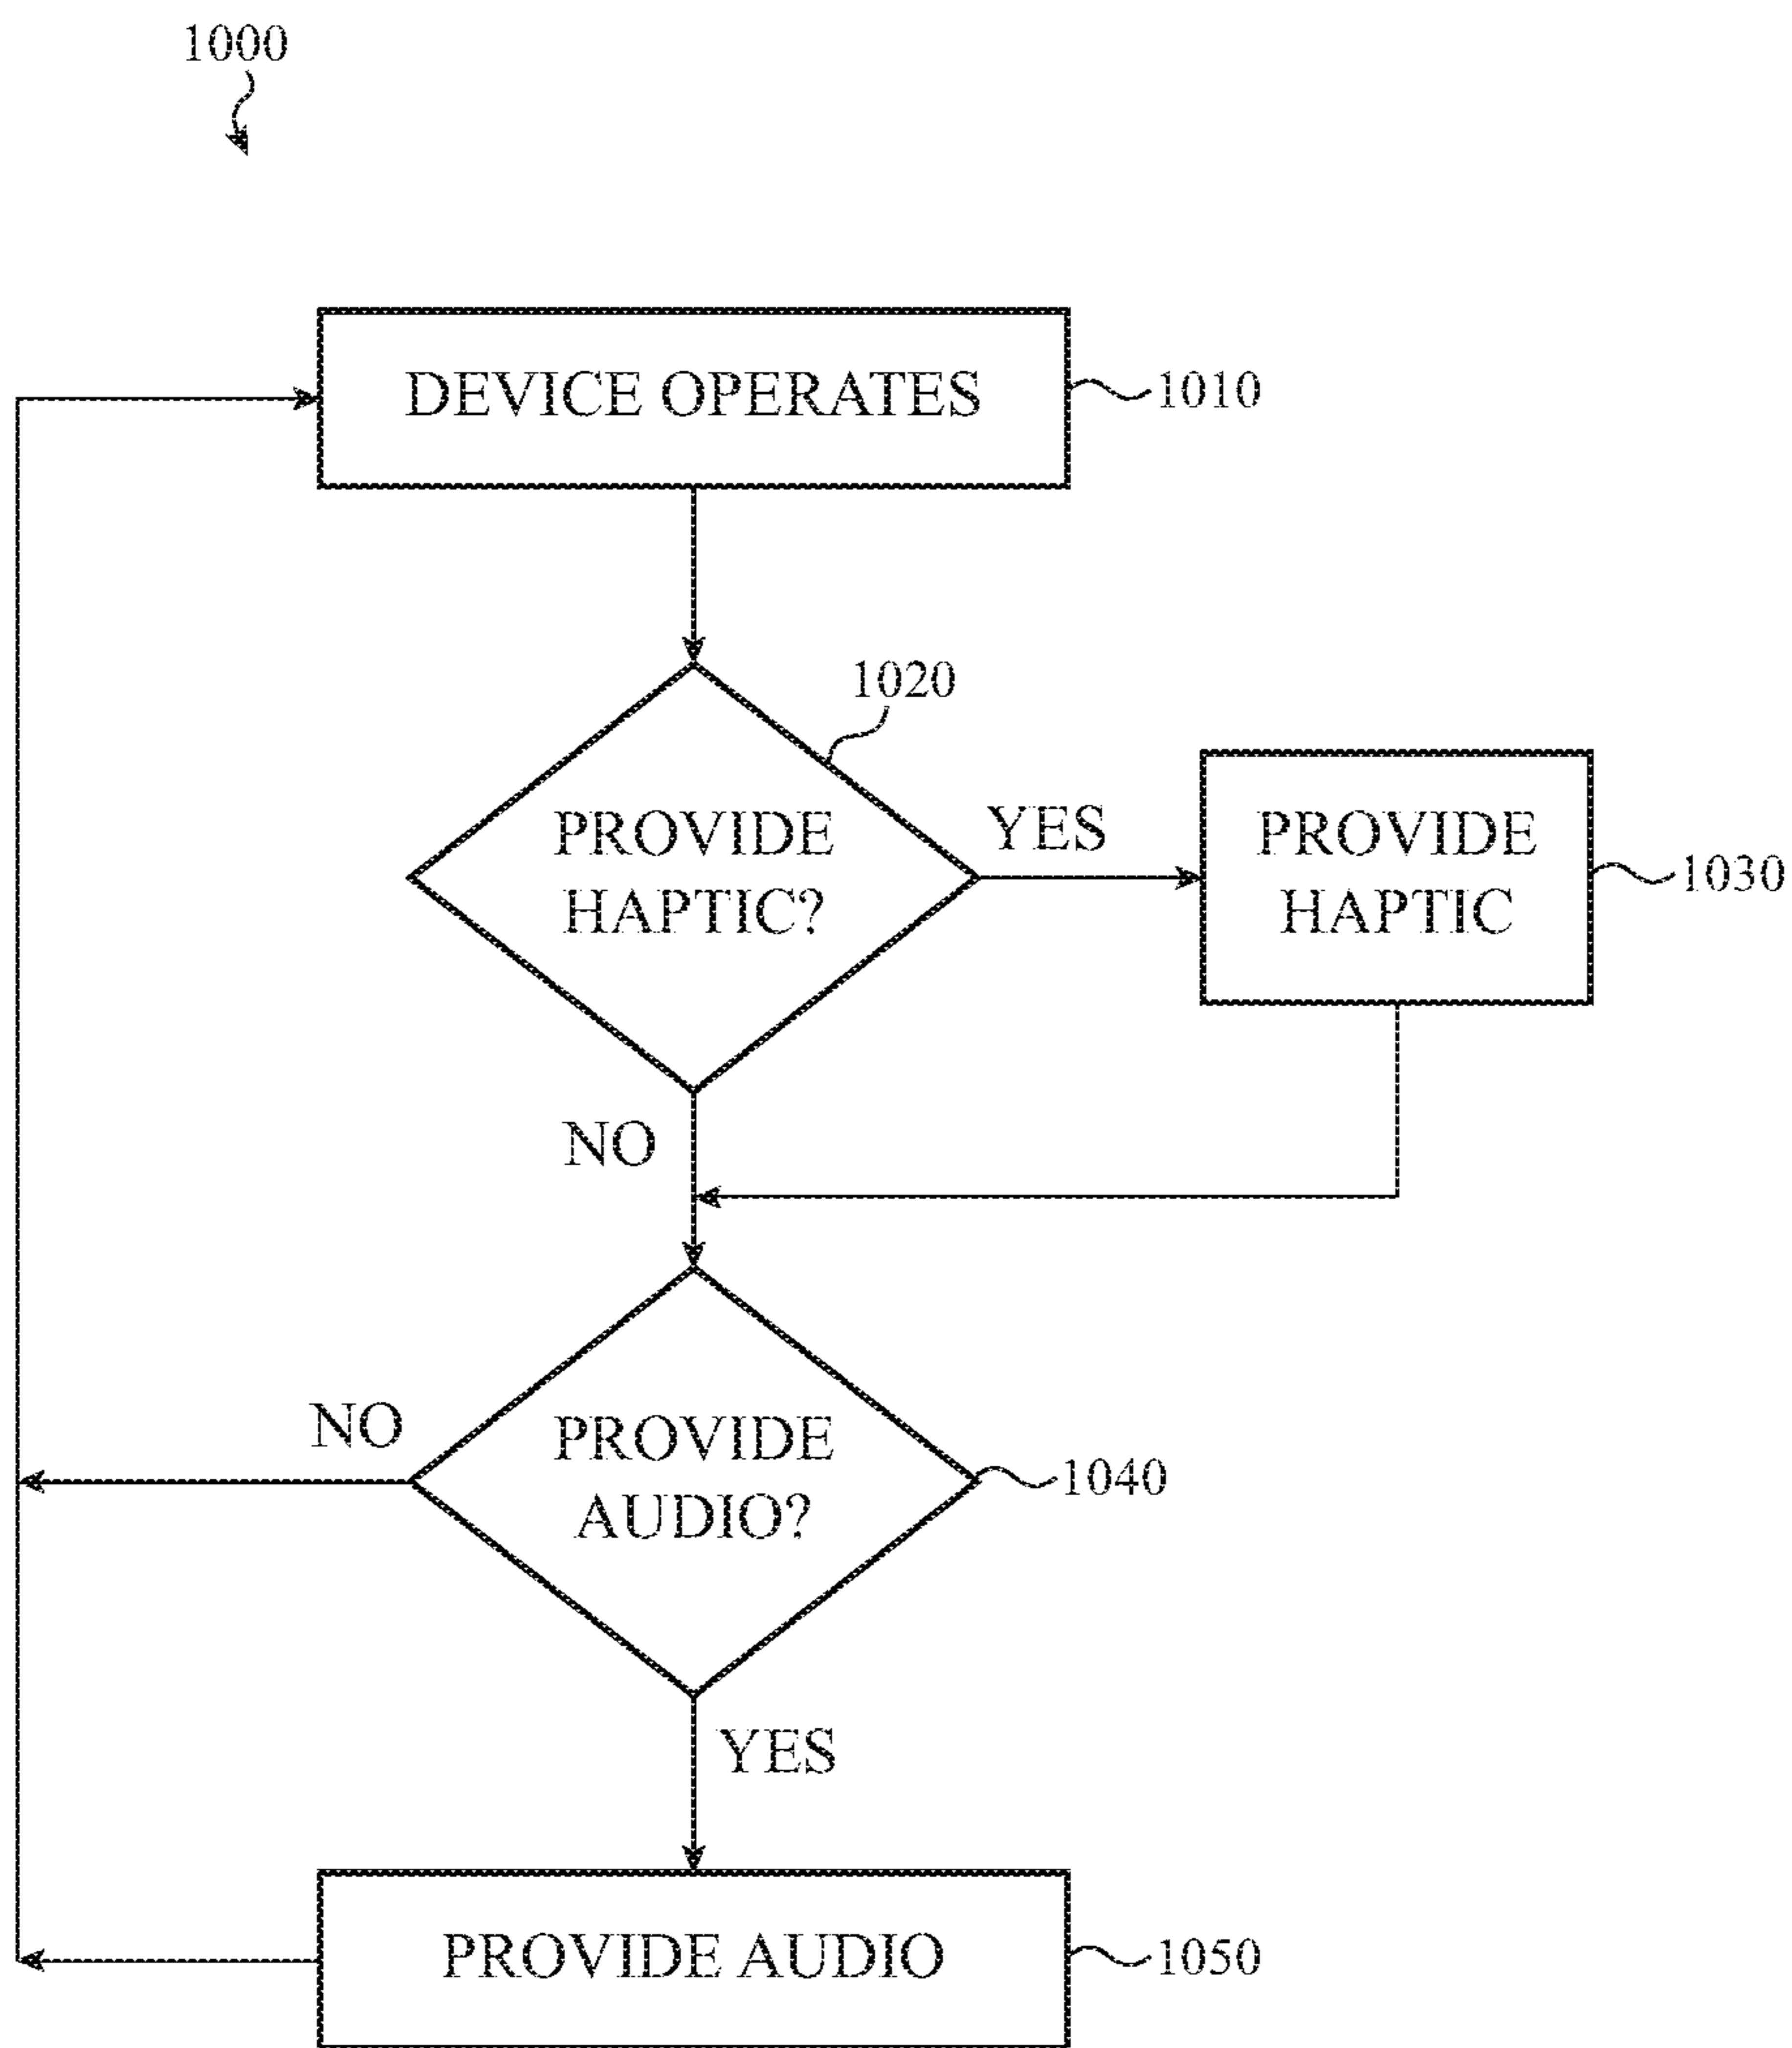 1000
DEVICE OPERATES
1010
1020
PROVIDE
HAPTIC?
YES
PROVIDE
HAPTIC
1030
NO
NO
PROVIDE
AUDIO?
1040
YES
PROVIDE AUDIO
1050